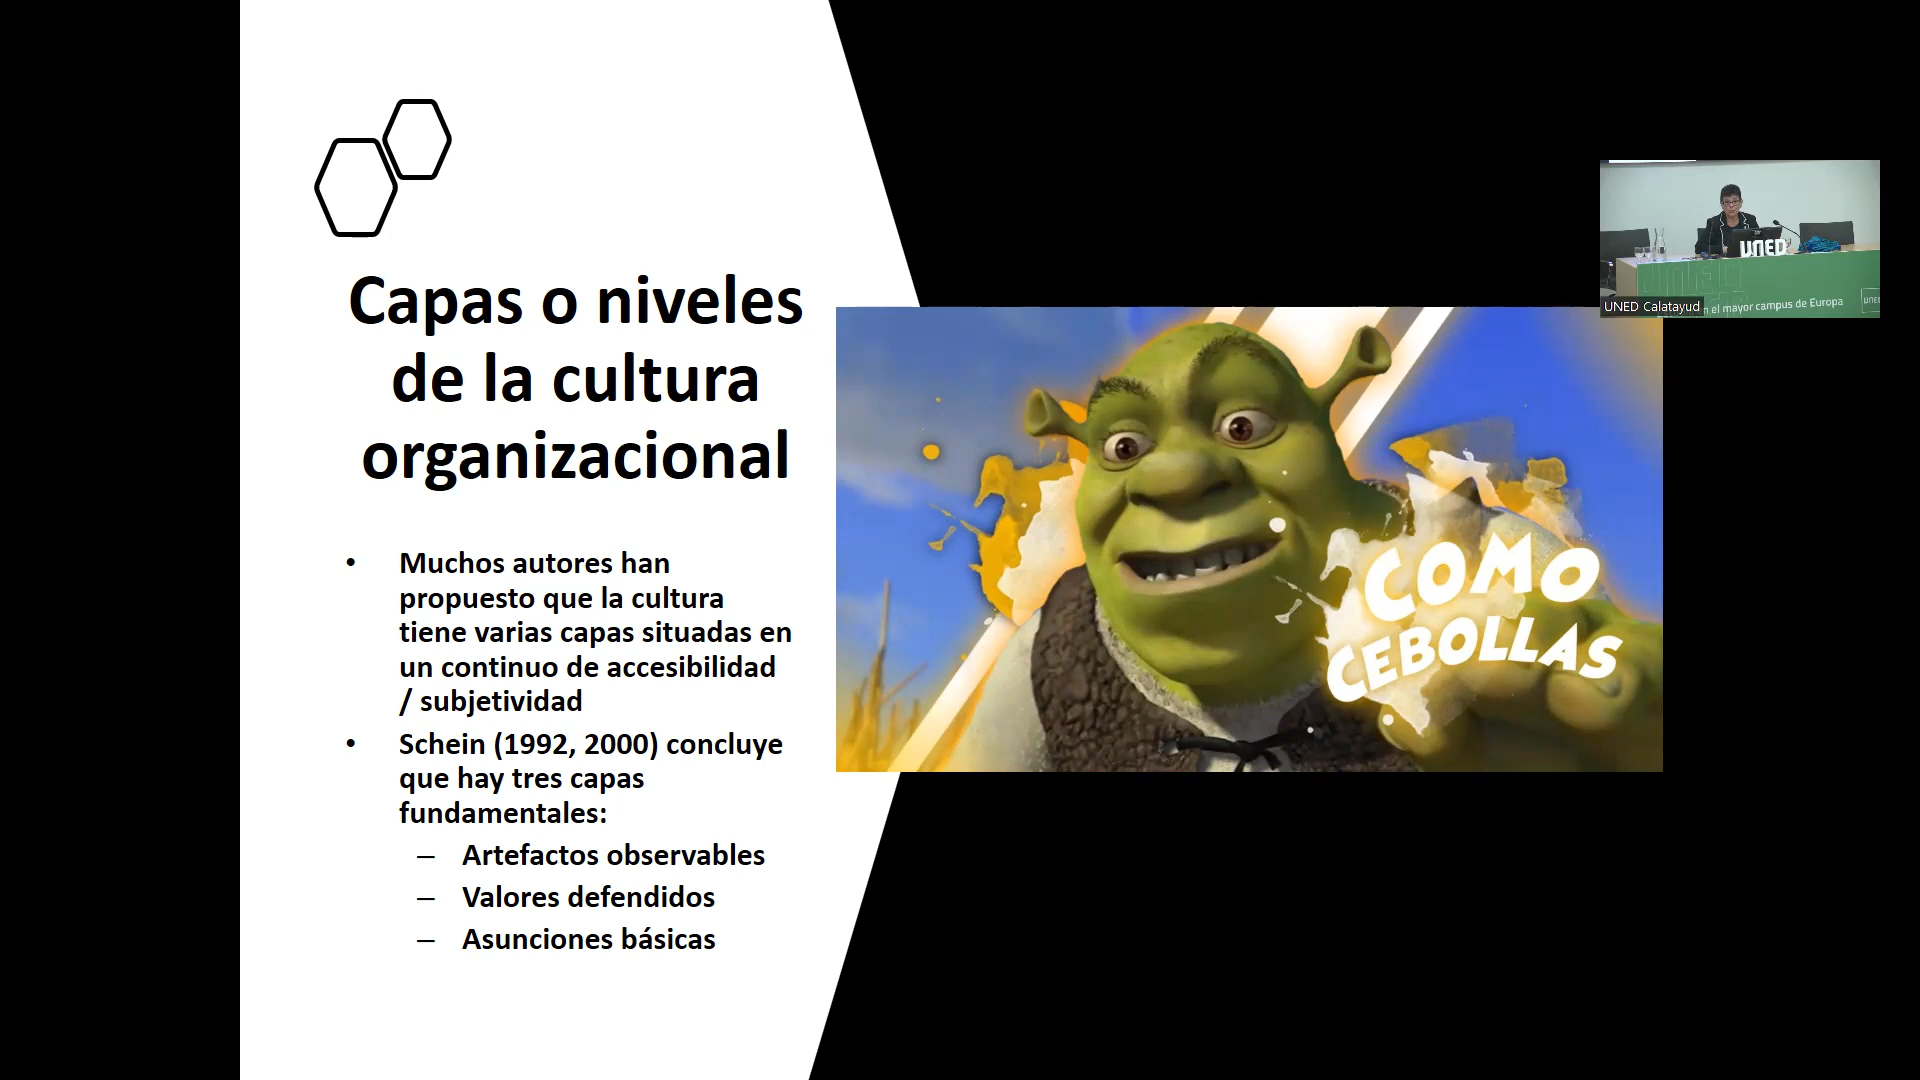 Capas o niveles
de la cultura
organizacional
• Muchos autores han
propuesto que la cultura
tiene varias capas situadas en
un continuo de accesibilidad
/ subjetividad
• Schein (1992, 2000) concluye
que hay tres capas
fundamentales:
– Artefactos observables
– Valores defendidos
– Asunciones básicas
COMO
CEBOLLAS
UNED
UNED Calatayud
n el mayor campus de Europa